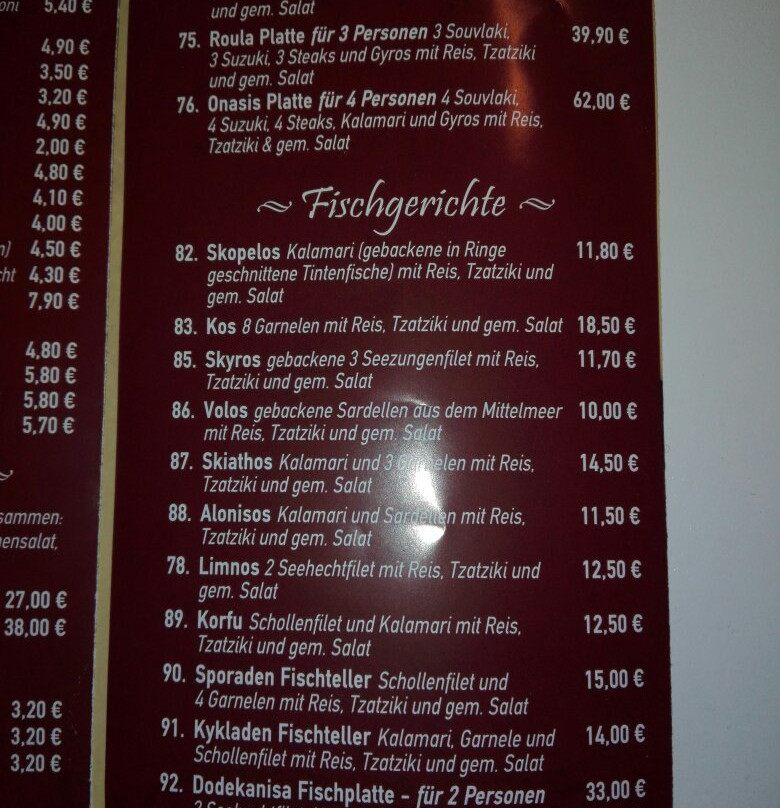 oni 5,40 €
4,90 €
3,50 €
3,20 €
4,90 €
2,00 €
4,80 €
4,10 €
4,00 €
4,50 €
4,30 €
7,90 €
4,80 €
5,80 €
5,80 €
5,70 €
sammen:
ensalat,
27,00 €
38,00 €
3,20 €
3,20 €
3,20 €
und gem. Salat
75. Roula Platte für 3 Personen 3 Souvlaki, 39,90 €
3 Suzuki, 3 Steaks und Gyros mit Reis, Tzatziki
und gem. Salat
76. Onasis Platte für 4 Personen 4 Souvlaki, 62,00 €
4 Suzuki, 4 Steaks, Kalamari und Gyros mit Reis,
Tzatziki & gem. Salat
~ Fischgerichte ~
82. Skopelos Kalamari (gebackene in Ringe 11,80 €
geschnittene Tintenfische) mit Reis, Tzatziki und
gem. Salat
83. Kos 8 Garnelen mit Reis, Tzatziki und gem. Salat 18,50 €
85. Skyros gebackene 3 Seezungenfilet mit Reis, 11,70 €
Tzatziki und gem. Salat
86. Volos gebackene Sardellen aus dem Mittelmeer 10,00 €
mit Reis, Tzatziki und gem. Salat
87. Skiathos Kalamari und 3 Garnelen mit Reis, 14,50 €
Tzatziki und gem. Salat
88. Alonisos Kalamari und Sardellen mit Reis, 11,50 €
Tzatziki und gem. Salat
78. Limnos 2 Seehechtfilet mit Reis, Tzatziki und 12,50 €
gem. Salat
89. Korfu Schollenfilet und Kalamari mit Reis, 12,50 €
Tzatziki und gem. Salat
90. Sporaden Fischteller Schollenfilet und 15,00 €
4 Garnelen mit Reis, Tzatziki und gem. Salat
91. Kykladen Fischteller Kalamari, Garnele und 14,00 €
Schollenfilet mit Reis, Tzatziki und gem. Salat
92. Dodekanisa Fischplatte - für 2 Personen 33,00 €